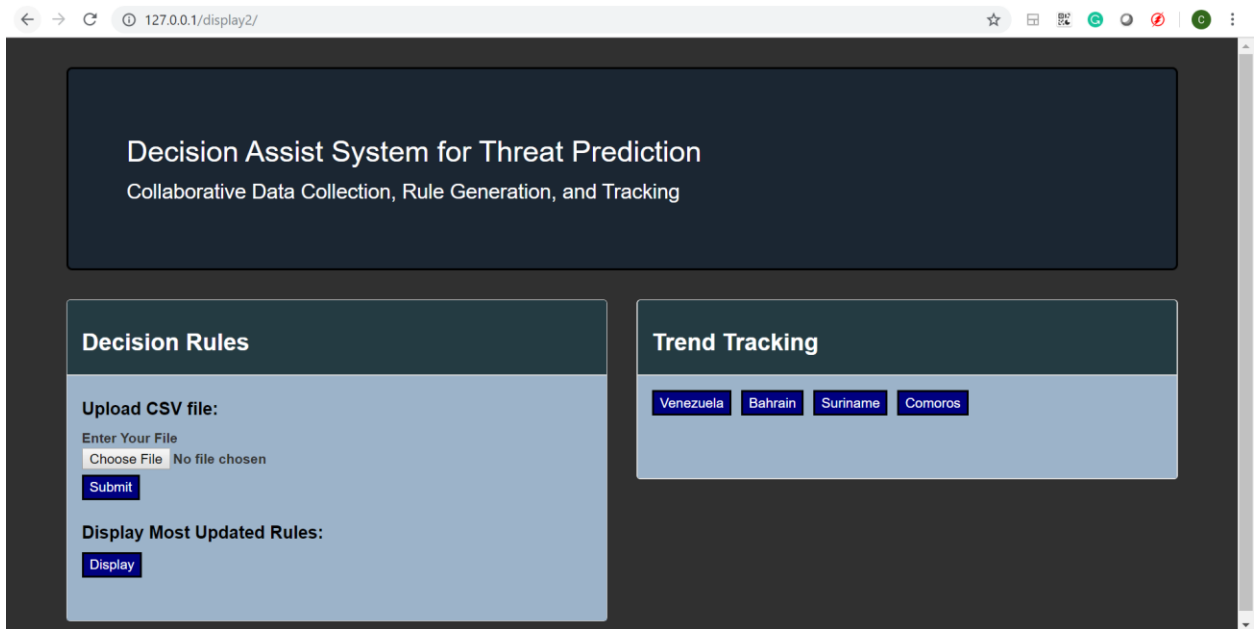 127.0.0.1/display2/
C
Decision Assist System for Threat Prediction
Collaborative Data Collection, Rule Generation, and Tracking
Decision Rules
Upload CSV file:
Enter Your File
Choose File No file chosen
Submit
Display Most Updated Rules:
Display
Trend Tracking
Venezuela Bahrain Suriname Comoros